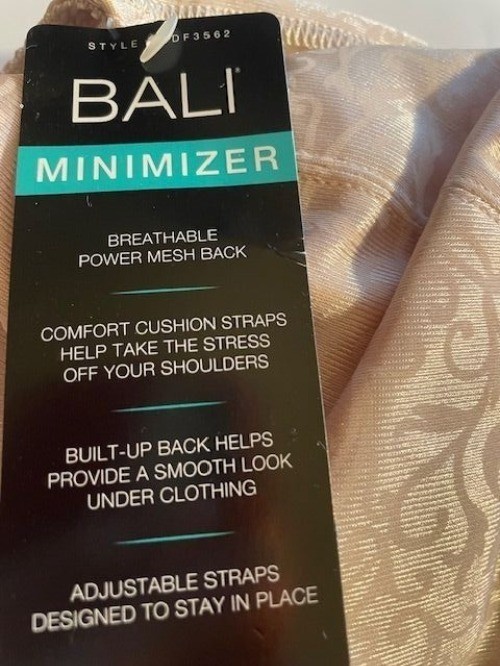 STYLE DF3562
BALI
MINIMIZER
BREATHABLE
POWER MESH BACK
COMFORT CUSHION STRAPS
HELP TAKE THE STRESS
OFF YOUR SHOULDERS
BUILT-UP BACK HELPS
PROVIDE A SMOOTH LOOK
UNDER CLOTHING
ADJUSTABLE STRAPS
DESIGNED TO STAY IN PLACE